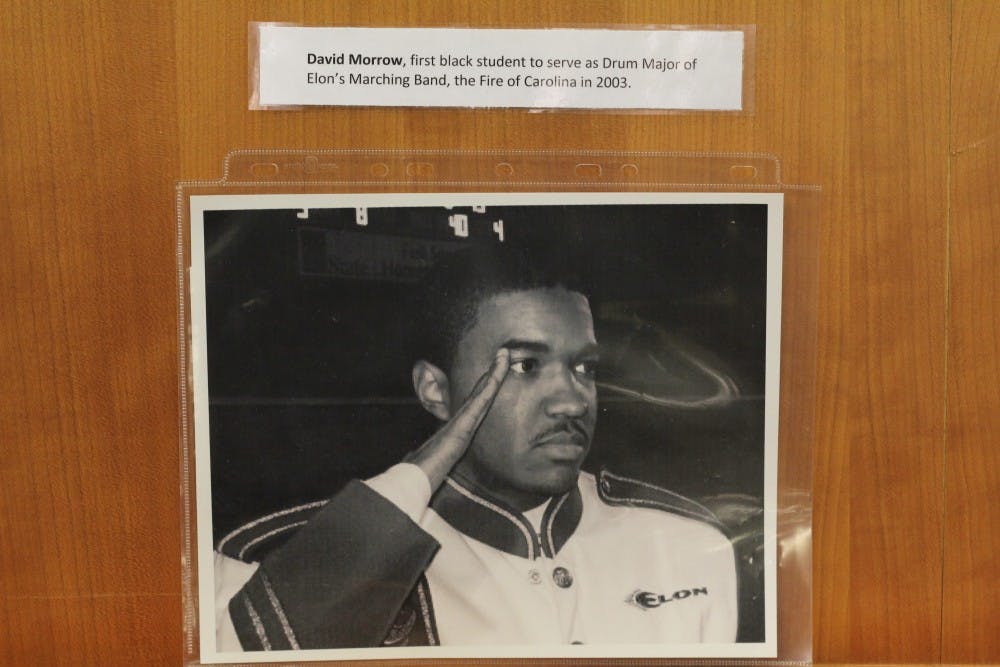 David Morrow, first black student to serve as Drum Major of
Elon's Marching Band, the Fire of Carolina in 2003.
ELON